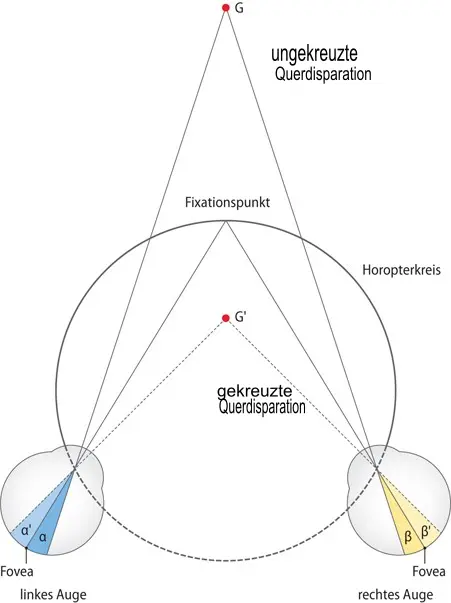 G
ungekreuzte
Querdisparation
Fixationspunkt
Horopterkreis
G'
gekreuzte
Querdisparation
α' α
β β'
Fovea
Fovea
linkes Auge
rechtes Auge